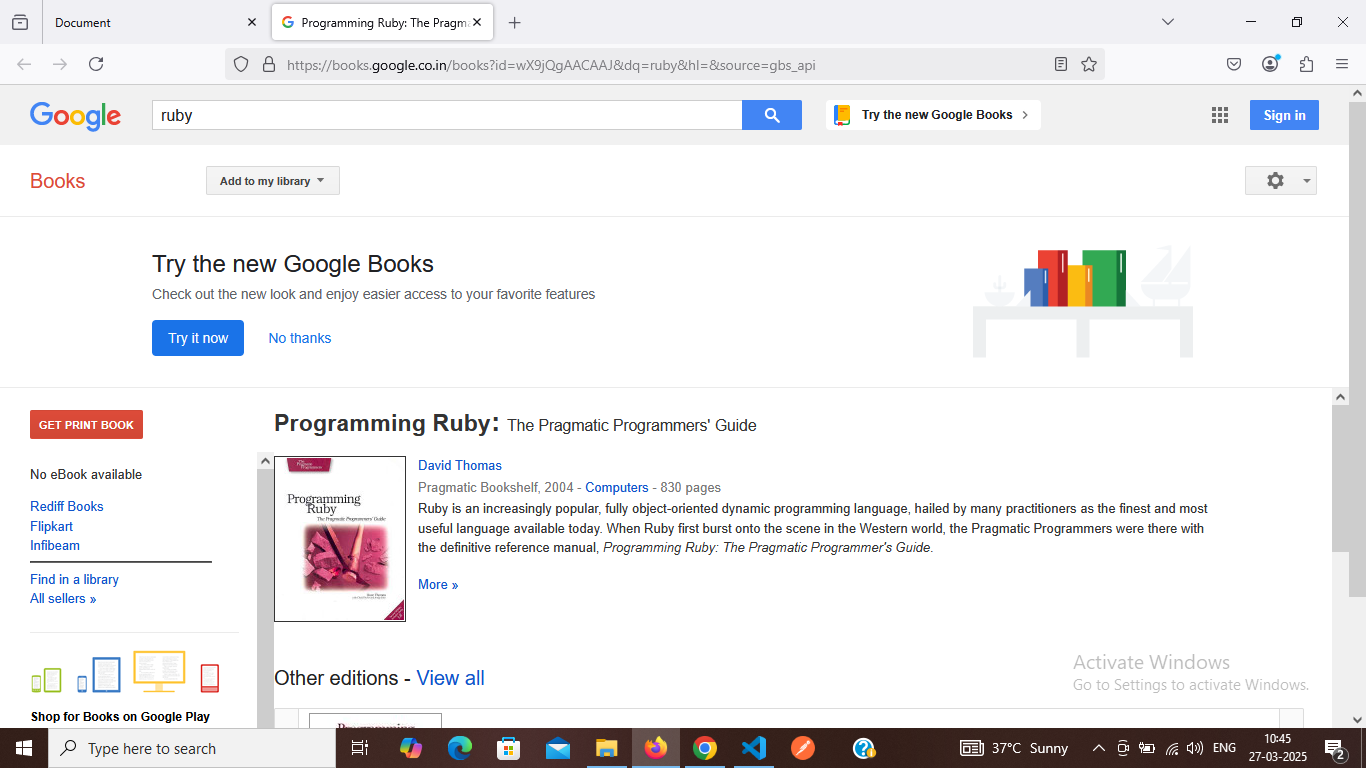 Document
Programming Ruby: The Pragm
https://books.google.co.in/books?id=wX9jQgAACAAJ&dq=ruby&hl=&source=gbs_api
Google
ruby
Try the new Google Books
Sign in
Books
Add to my library
Try the new Google Books
Check out the new look and enjoy easier access to your favorite features
Try it now
No thanks
GET PRINT BOOK
No eBook available
Rediff Books
Flipkart
Infibeam
Find in a library
All sellers »
Shop for Books on Google Play
Programming Ruby: The Pragmatic Programmers' Guide
Programming
Ruby
The Pragmatic Programmers' Guide
David Thomas
Pragmatic Bookshelf, 2004 - Computers - 830 pages
Ruby is an increasingly popular, fully object-oriented dynamic programming language, hailed by many practitioners as the finest and most
useful language available today. When Ruby first burst onto the scene in the Western world, the Pragmatic Programmers were there with
the definitive reference manual, Programming Ruby: The Pragmatic Programmer's Guide.
More »
Other editions - View all
Programming
Activate Windows
Go to Settings to activate Windows.
Type here to search
37°C Sunny
ENG
10:45
27-03-2025
2